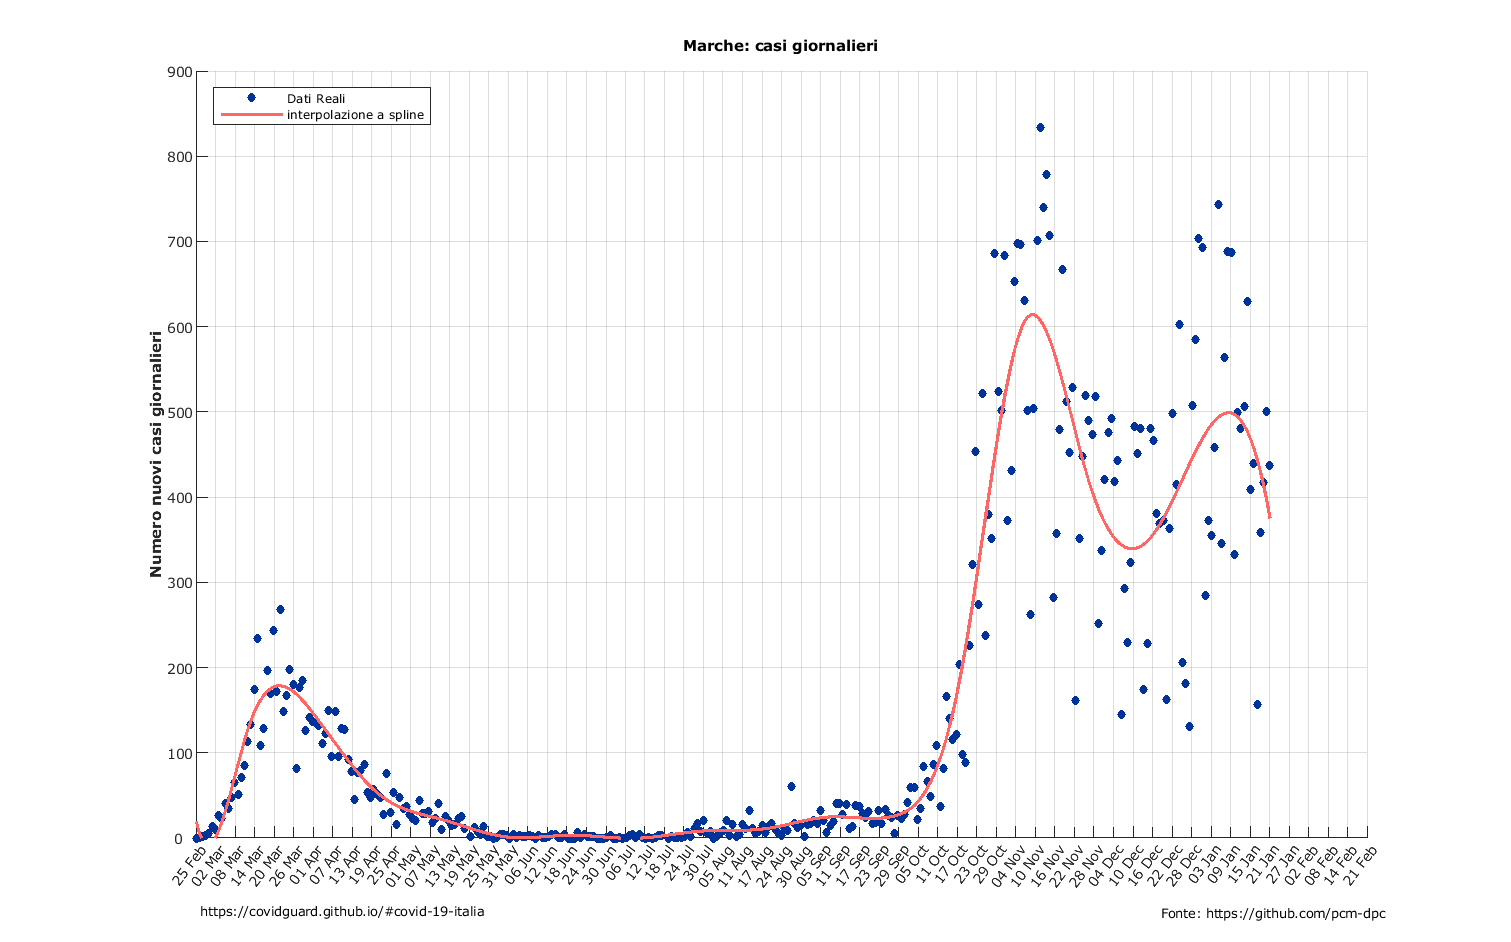 Marche: casi giornalieri
Dati Reali
interpolazione a spline
Numero nuovi casi giornalieri
900
800
700
600
500
400
300
200
100
0
25 Feb
02 Mar
08 Mar
14 Mar
20 Mar
26 Mar
01 Apr
07 Apr
13 Apr
19 Apr
25 Apr
01 May
07 May
13 May
19 May
25 May
31 May
06 Jun
12 Jun
18 Jun
24 Jun
30 Jun
06 Jul
12 Jul
18 Jul
24 Jul
30 Jul
05 Aug
11 Aug
17 Aug
24 Aug
30 Aug
05 Sep
11 Sep
17 Sep
23 Sep
29 Oct
05 Oct
11 Oct
17 Oct
23 Oct
29 Oct
04 Nov
10 Nov
16 Nov
22 Nov
28 Nov
04 Dec
10 Dec
16 Dec
22 Dec
28 Dec
03 Jan
09 Jan
15 Jan
21 Jan
27 Feb
02 Feb
08 Feb
14 Feb
21 Feb
https://covidguard.github.io/#covid-19-italia
Fonte: https://github.com/pcm-dpc